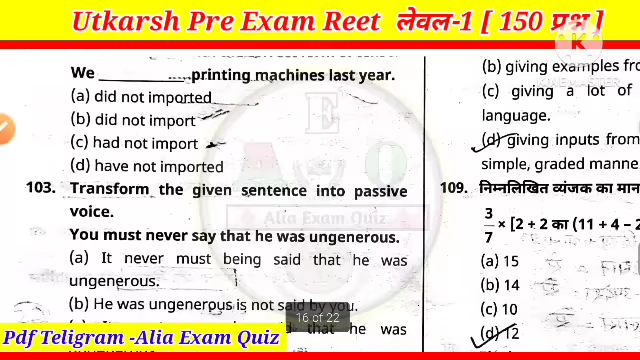 Utkarsh Pre Exam Reet लेवल-1 [ 150 प्रश्न ]
We ____________ printing machines last year.
(a) did not imported
(b) did not import
(c) had not import
(d) have not imported
103. Transform the given sentence into passive
voice.
You must never say that he was ungenerous.
(a) It never must being said that he was
ungenerous.
(b) He was ungenerous is not said by you.
that he was
(b) giving examples fro
(c) giving a lot of
language.
(d) giving inputs from
simple, graded manne
109. निम्नलिखित व्यंजक का मान
3/7 × [2 + 2 का (11 + 4 – 2
(a) 15
(b) 14
(c) 10
(d) 12
E
A
Q
Alia Exam Quiz
16 of 22
Pdf Teligram -Alia Exam Quiz